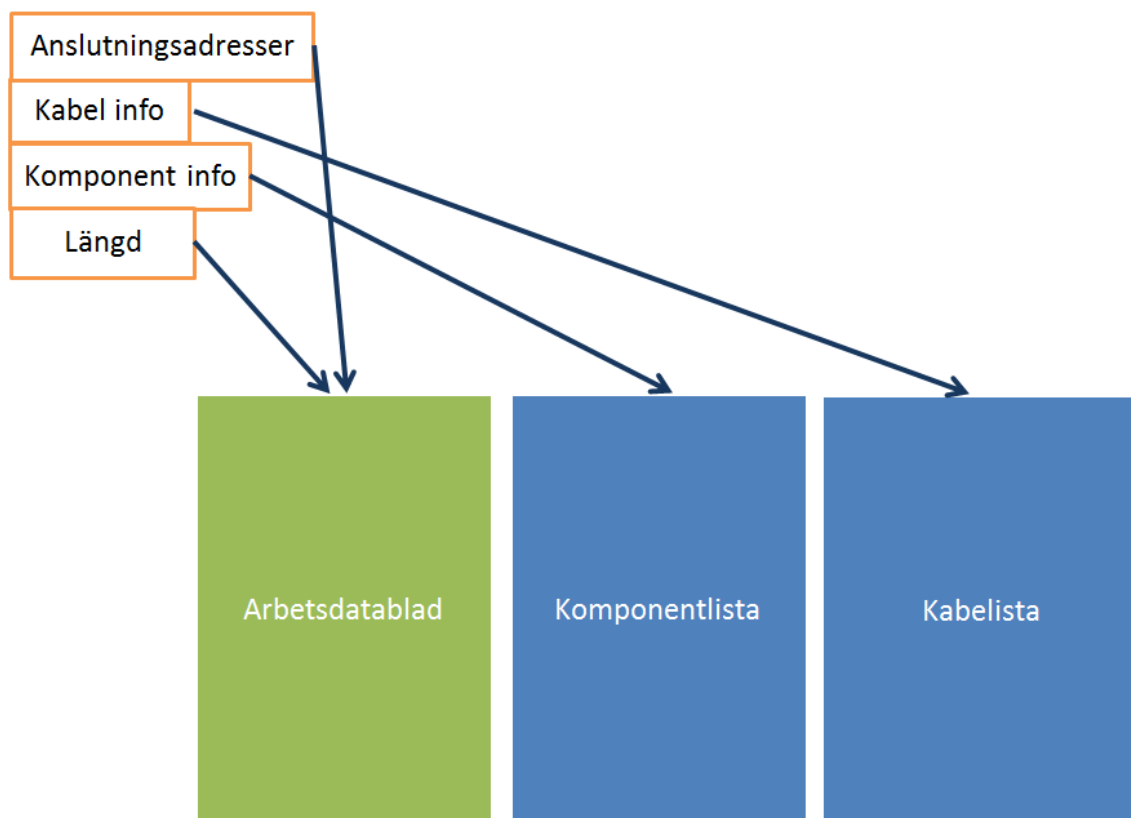 Anslutningsadresser
Kabel info
Komponent info
Längd
Arbetsdatablad
Komponentlista
Kabelista